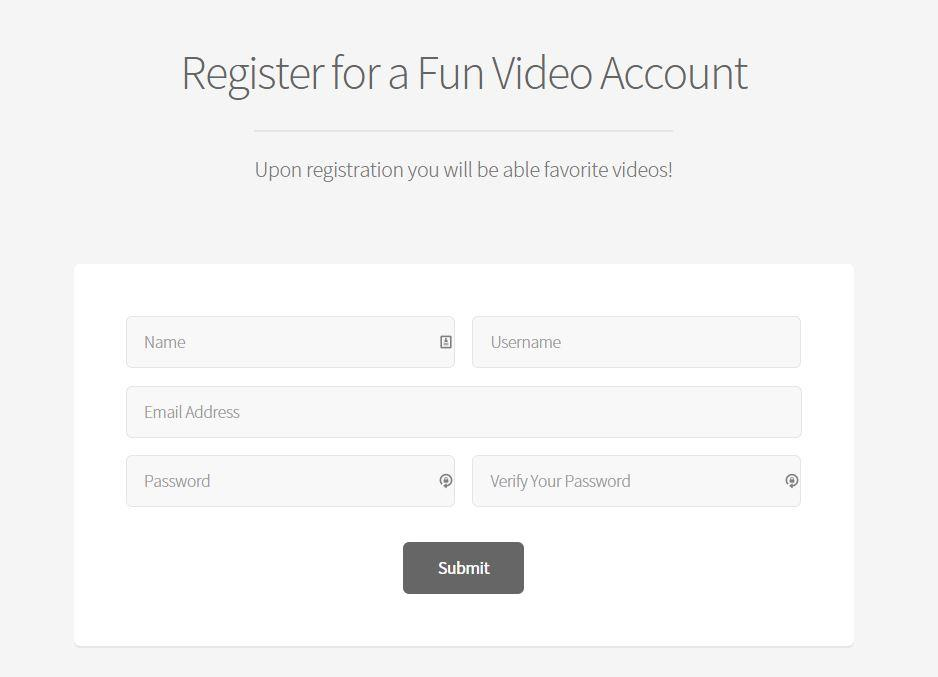 Register for a Fun Video Account
Upon registration you will be able favorite videos!
Name
Username
Email Address
Password
Verify Your Password
Submit